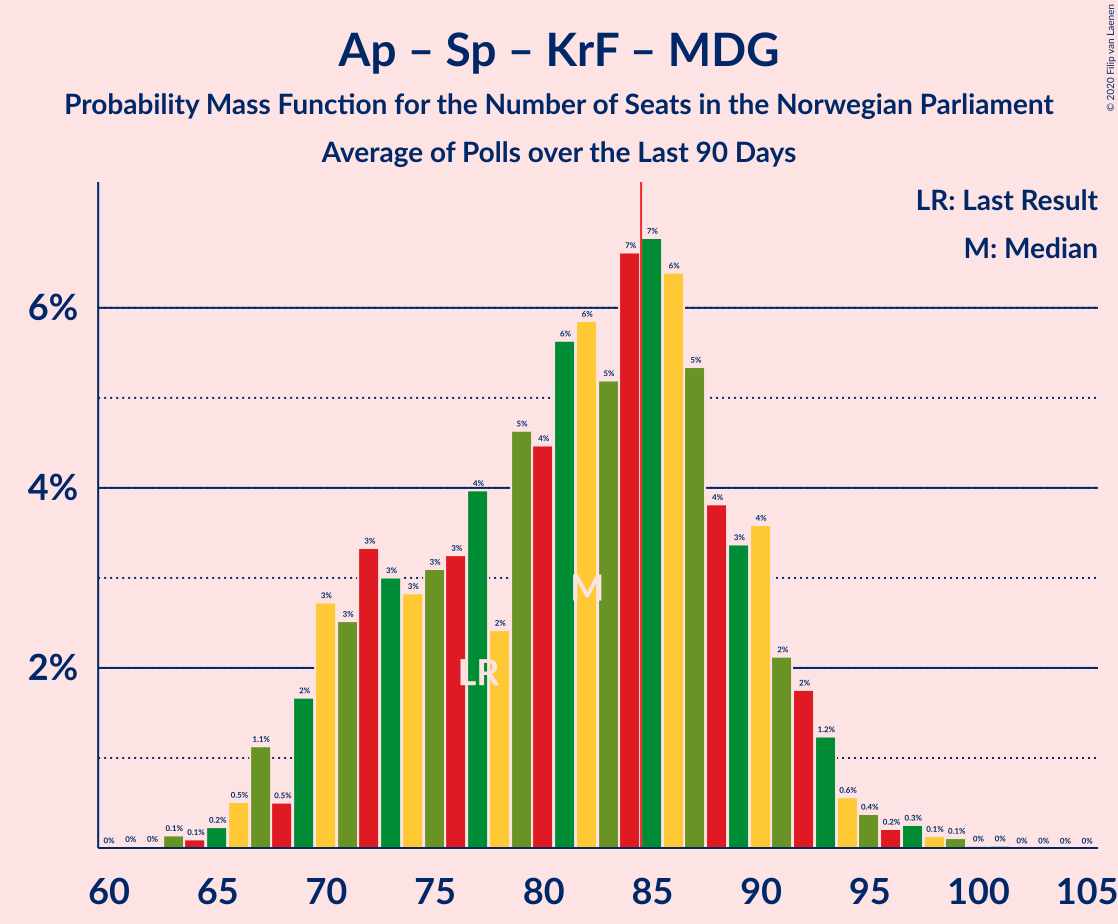 Ap – Sp – KrF – MDG
Probability Mass Function for the Number of Seats in the Norwegian Parliament
Average of Polls over the Last 90 Days
© 2020 Filip van Laenen
LR: Last Result
M: Median
6%
4%
2%
0% 0% 0% 0.1% 0.1% 0.2% 0.5% 1.1% 0.5% 2% 3% 3% 3% 3% 3% 3% 3% 4% 2% 5% 4% 6% 6% 5% 7% 7% 6% 5% 4% 3% 4% 2% 2% 1.2% 0.6% 0.4% 0.2% 0.3% 0.1% 0.1% 0% 0% 0% 0% 0% 0%
LR
M
60 65 70 75 80 85 90 95 100 105